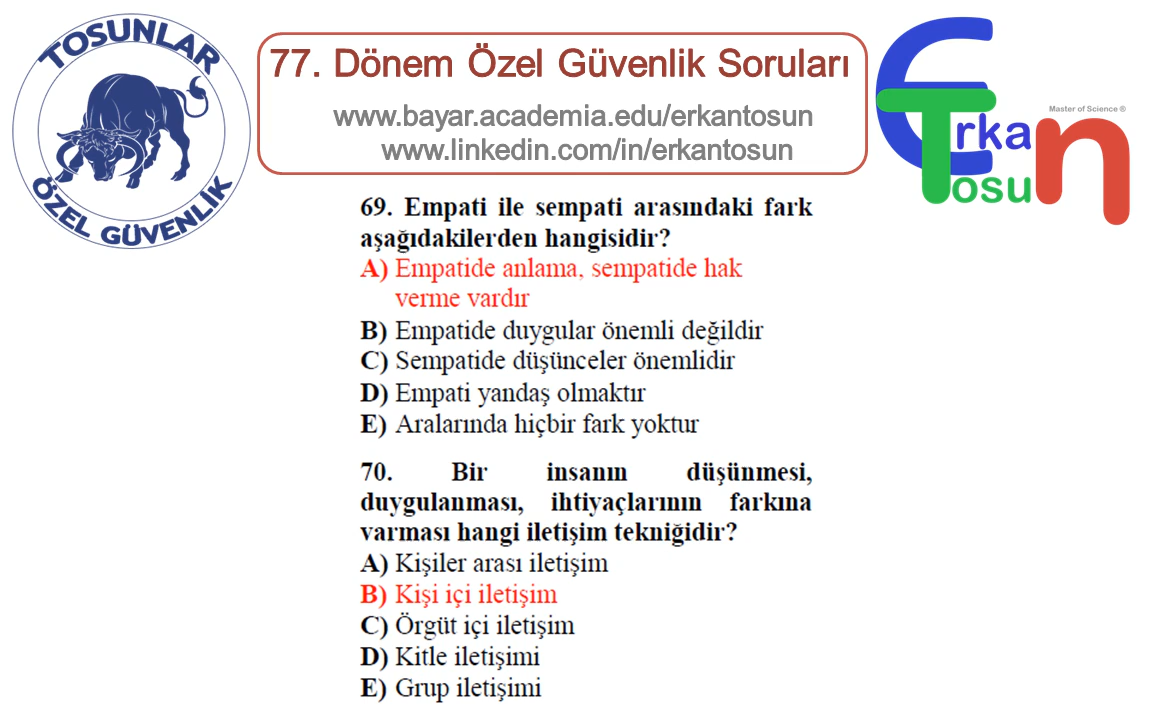 TOSUNLAR
ÖZEL GÜVENLİK
77. Dönem Özel Güvenlik Soruları
www.bayar.academia.edu/erkantosun
www.linkedin.com/in/erkantosun
Master of Science ®
Erkan
Tosun
69. Empati ile sempati arasındaki fark
aşağıdakilerden hangisidir?
A) Empatide anlama, sempatide hak
verme vardır
B) Empatide duygular önemli değildir
C) Sempatide düşünceler önemlidir
D) Empati yandaş olmaktır
E) Aralarında hiçbir fark yoktur
70. Bir insanın düşünmesi,
duygulanması, ihtiyaçlarının farkına
varması hangi iletişim tekniğidir?
A) Kişiler arası iletişim
B) Kişi içi iletişim
C) Örgüt içi iletişim
D) Kitle iletişimi
E) Grup iletişimi